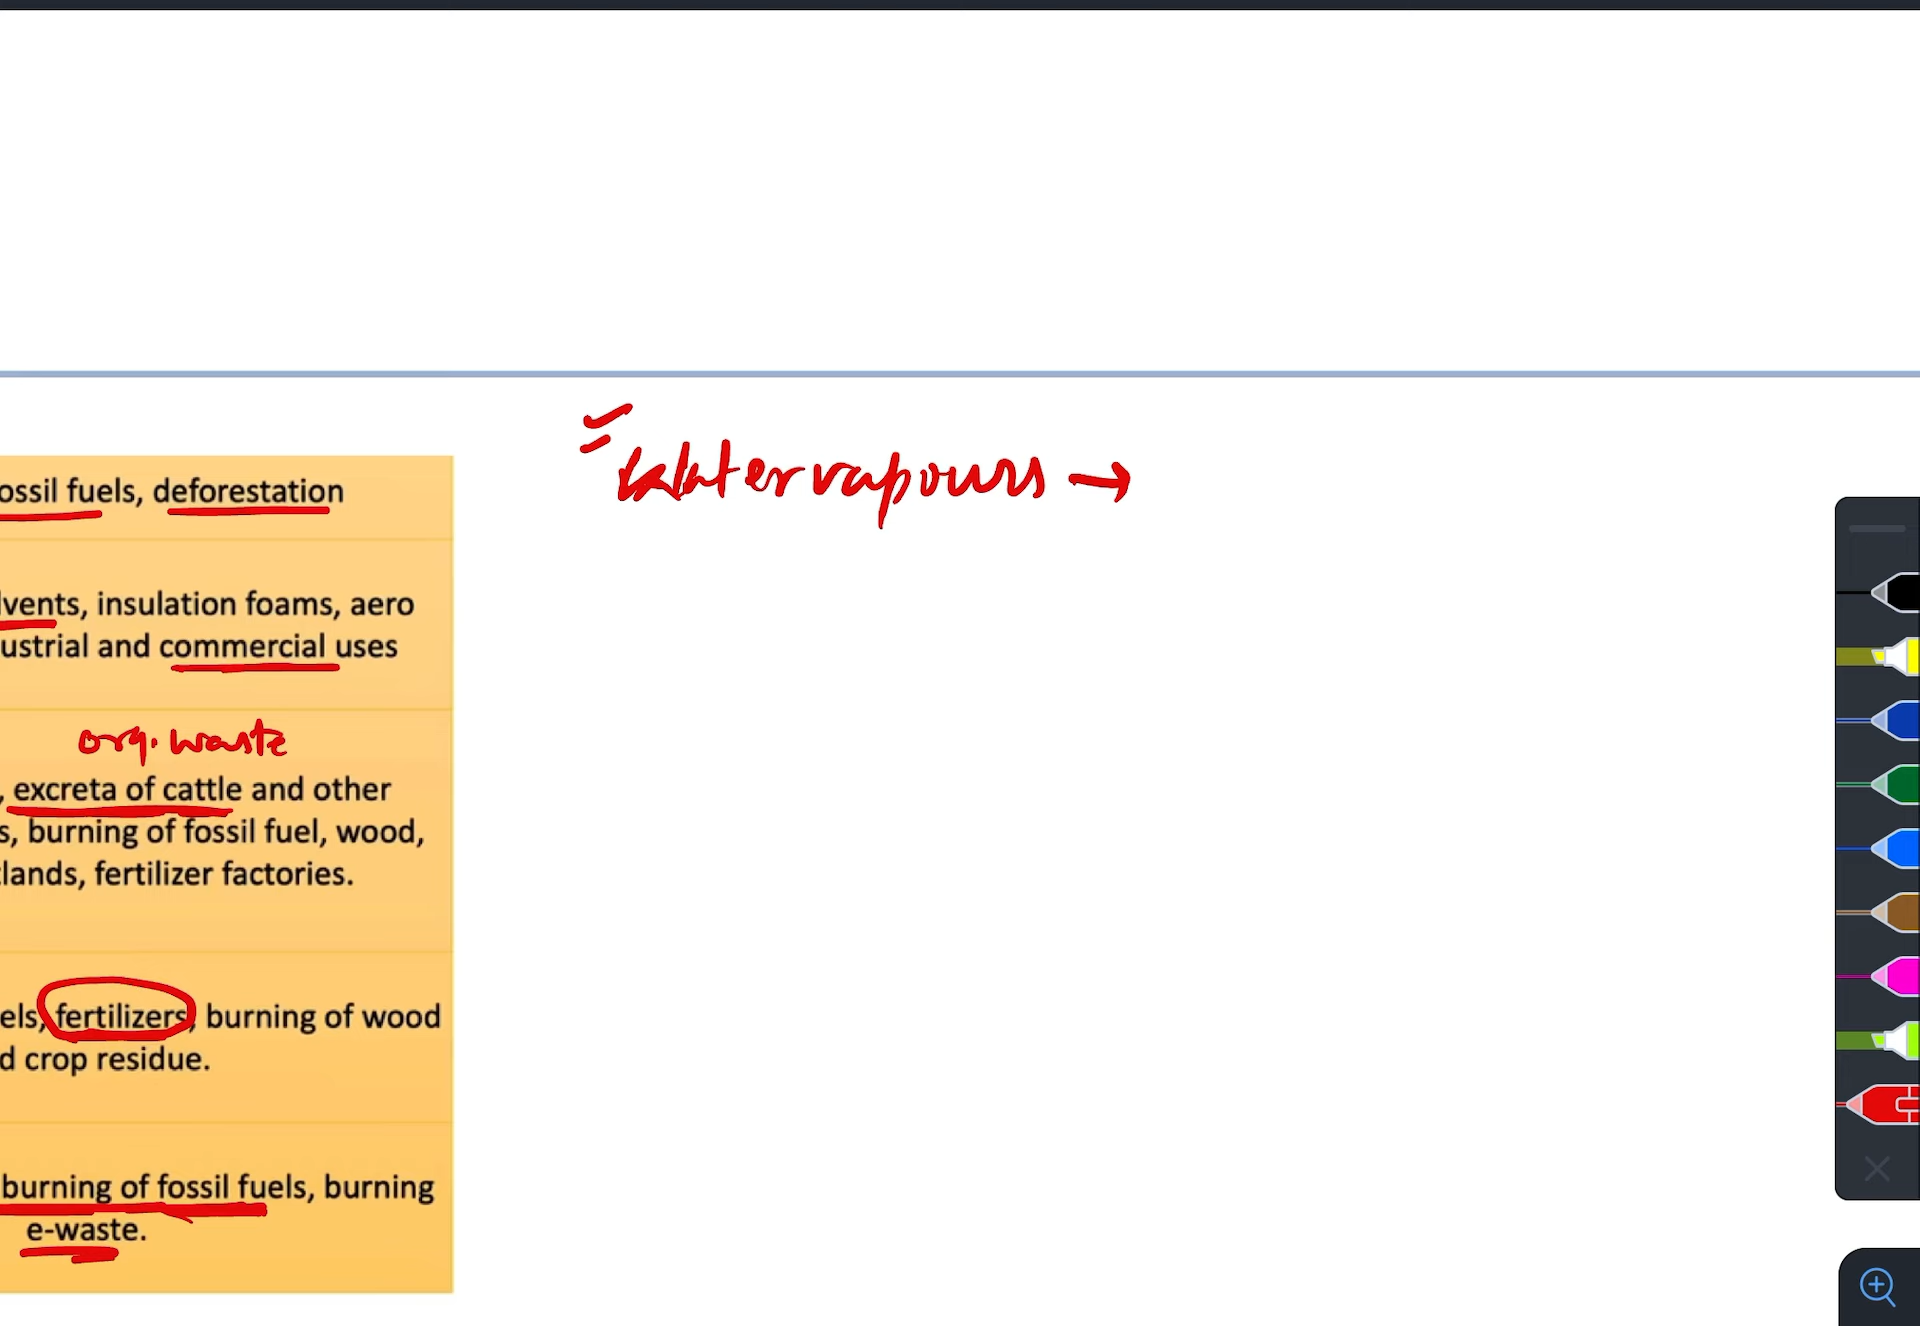 ossil fuels, deforestation
water vapours →
lvents, insulation foams, aero
ustrial and commercial uses
org. waste
, excreta of cattle and other
s, burning of fossil fuel, wood,
tlands, fertilizer factories.
els, fertilizers, burning of wood
d crop residue.
burning of fossil fuels, burning
e-waste.